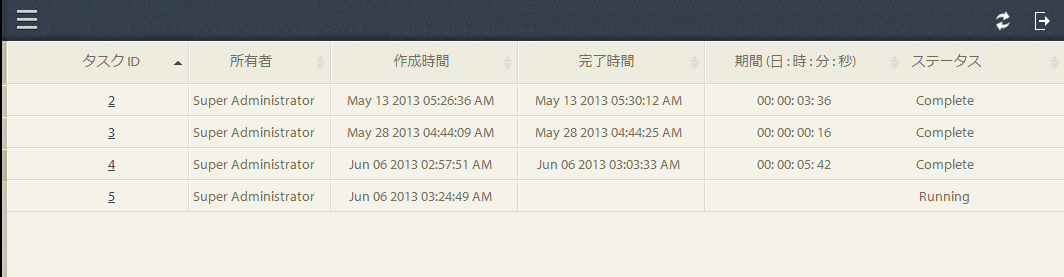 タスク ID 所有者 作成時間 完了時間 期間 (日 : 時 : 分 : 秒) ステータス
2 Super Administrator May 13 2013 05:26:36 AM May 13 2013 05:30:12 AM 00: 00: 03: 36 Complete
3 Super Administrator May 28 2013 04:44:09 AM May 28 2013 04:44:25 AM 00: 00: 00: 16 Complete
4 Super Administrator Jun 06 2013 02:57:51 AM Jun 06 2013 03:03:33 AM 00: 00: 05: 42 Complete
5 Super Administrator Jun 06 2013 03:24:49 AM Running